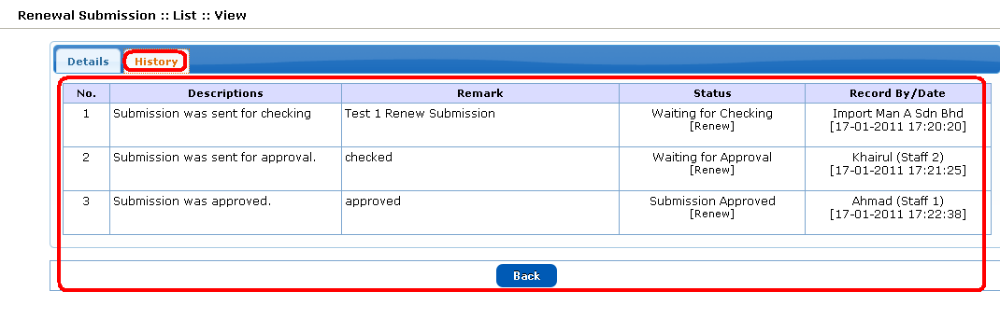 Renewal Submission :: List :: View
Details History
No. Descriptions Remark Status Record By/Date
1 Submission was sent for checking Test 1 Renew Submission Waiting for Checking Import Man A Sdn Bhd
[Renew] [17-01-2011 17:20:20]
2 Submission was sent for approval. checked Waiting for Approval Khairul (Staff 2)
[Renew] [17-01-2011 17:21:25]
3 Submission was approved. approved Submission Approved Ahmad (Staff 1)
[Renew] [17-01-2011 17:22:38]
Back